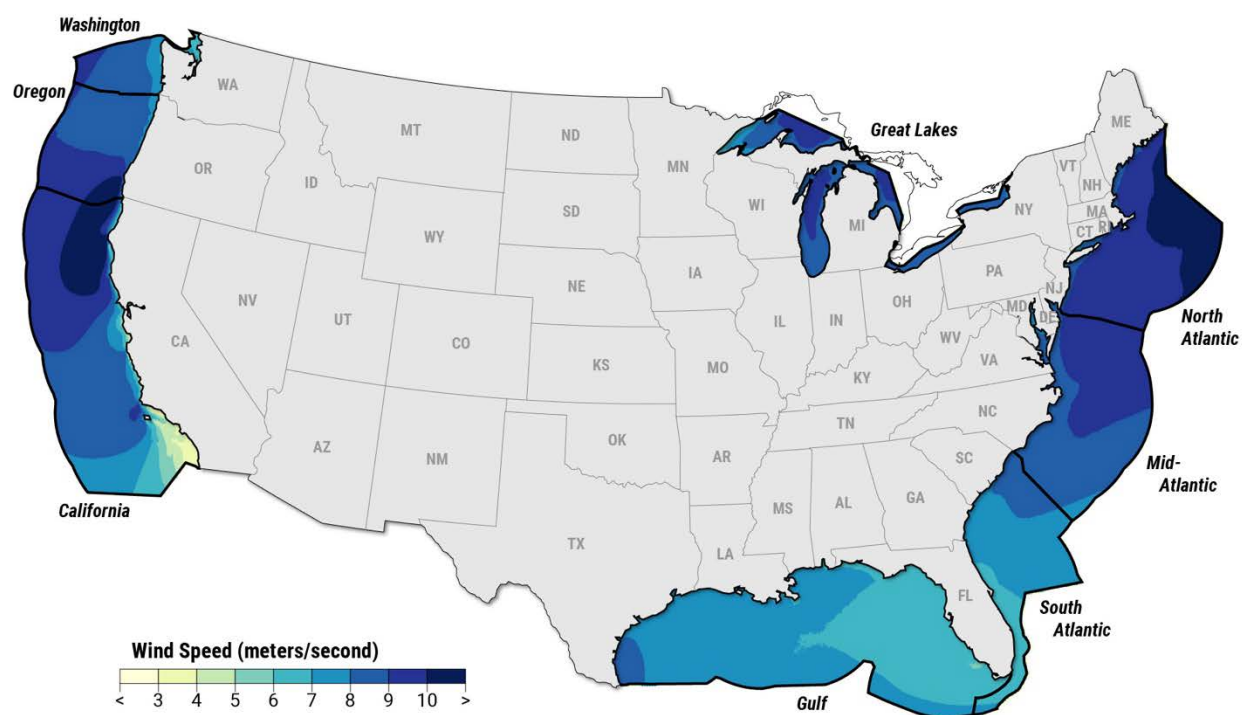 Washington
Oregon
WA
MT
ND
MN
Great Lakes
ME
VT
NH
OR
ID
SD
WI
MI
NY
MA
CT
RI
WY
IA
PA
NE
NJ
OH
MD
DE
IL
IN
NV
UT
CO
WV
VA
CA
KS
MO
KY
North
Atlantic
NC
TN
OK
AZ
NM
AR
SC
Mid-
Atlantic
California
MS
AL
GA
TX
LA
FL
South
Atlantic
Gulf
Wind Speed (meters/second)
< 3 4 5 6 7 8 9 10 >